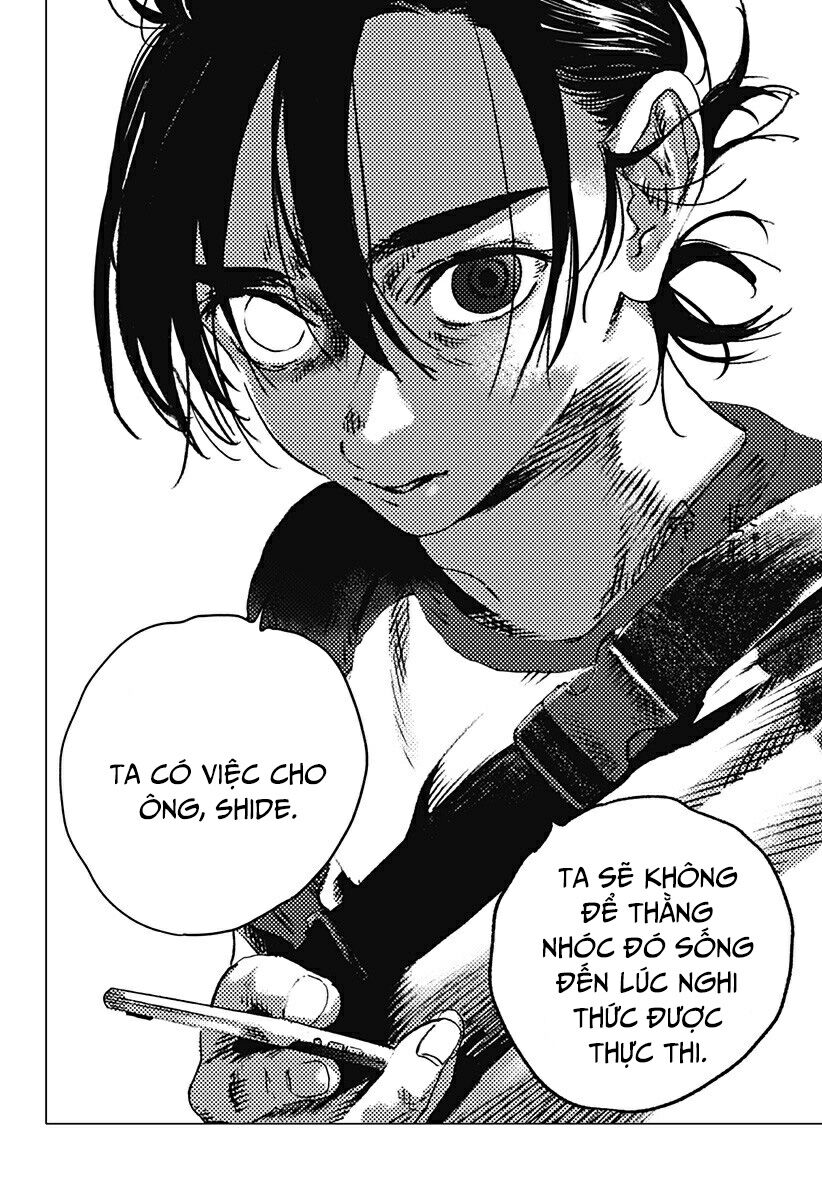 TA CÓ VIỆC CHO
ÔNG, SHIDE.
TA SẼ KHÔNG
ĐỂ THẰNG
NHÓC ĐÓ SỐNG
ĐẾN LÚC NGHI
THỨC ĐƯỢC
THỰC THI.